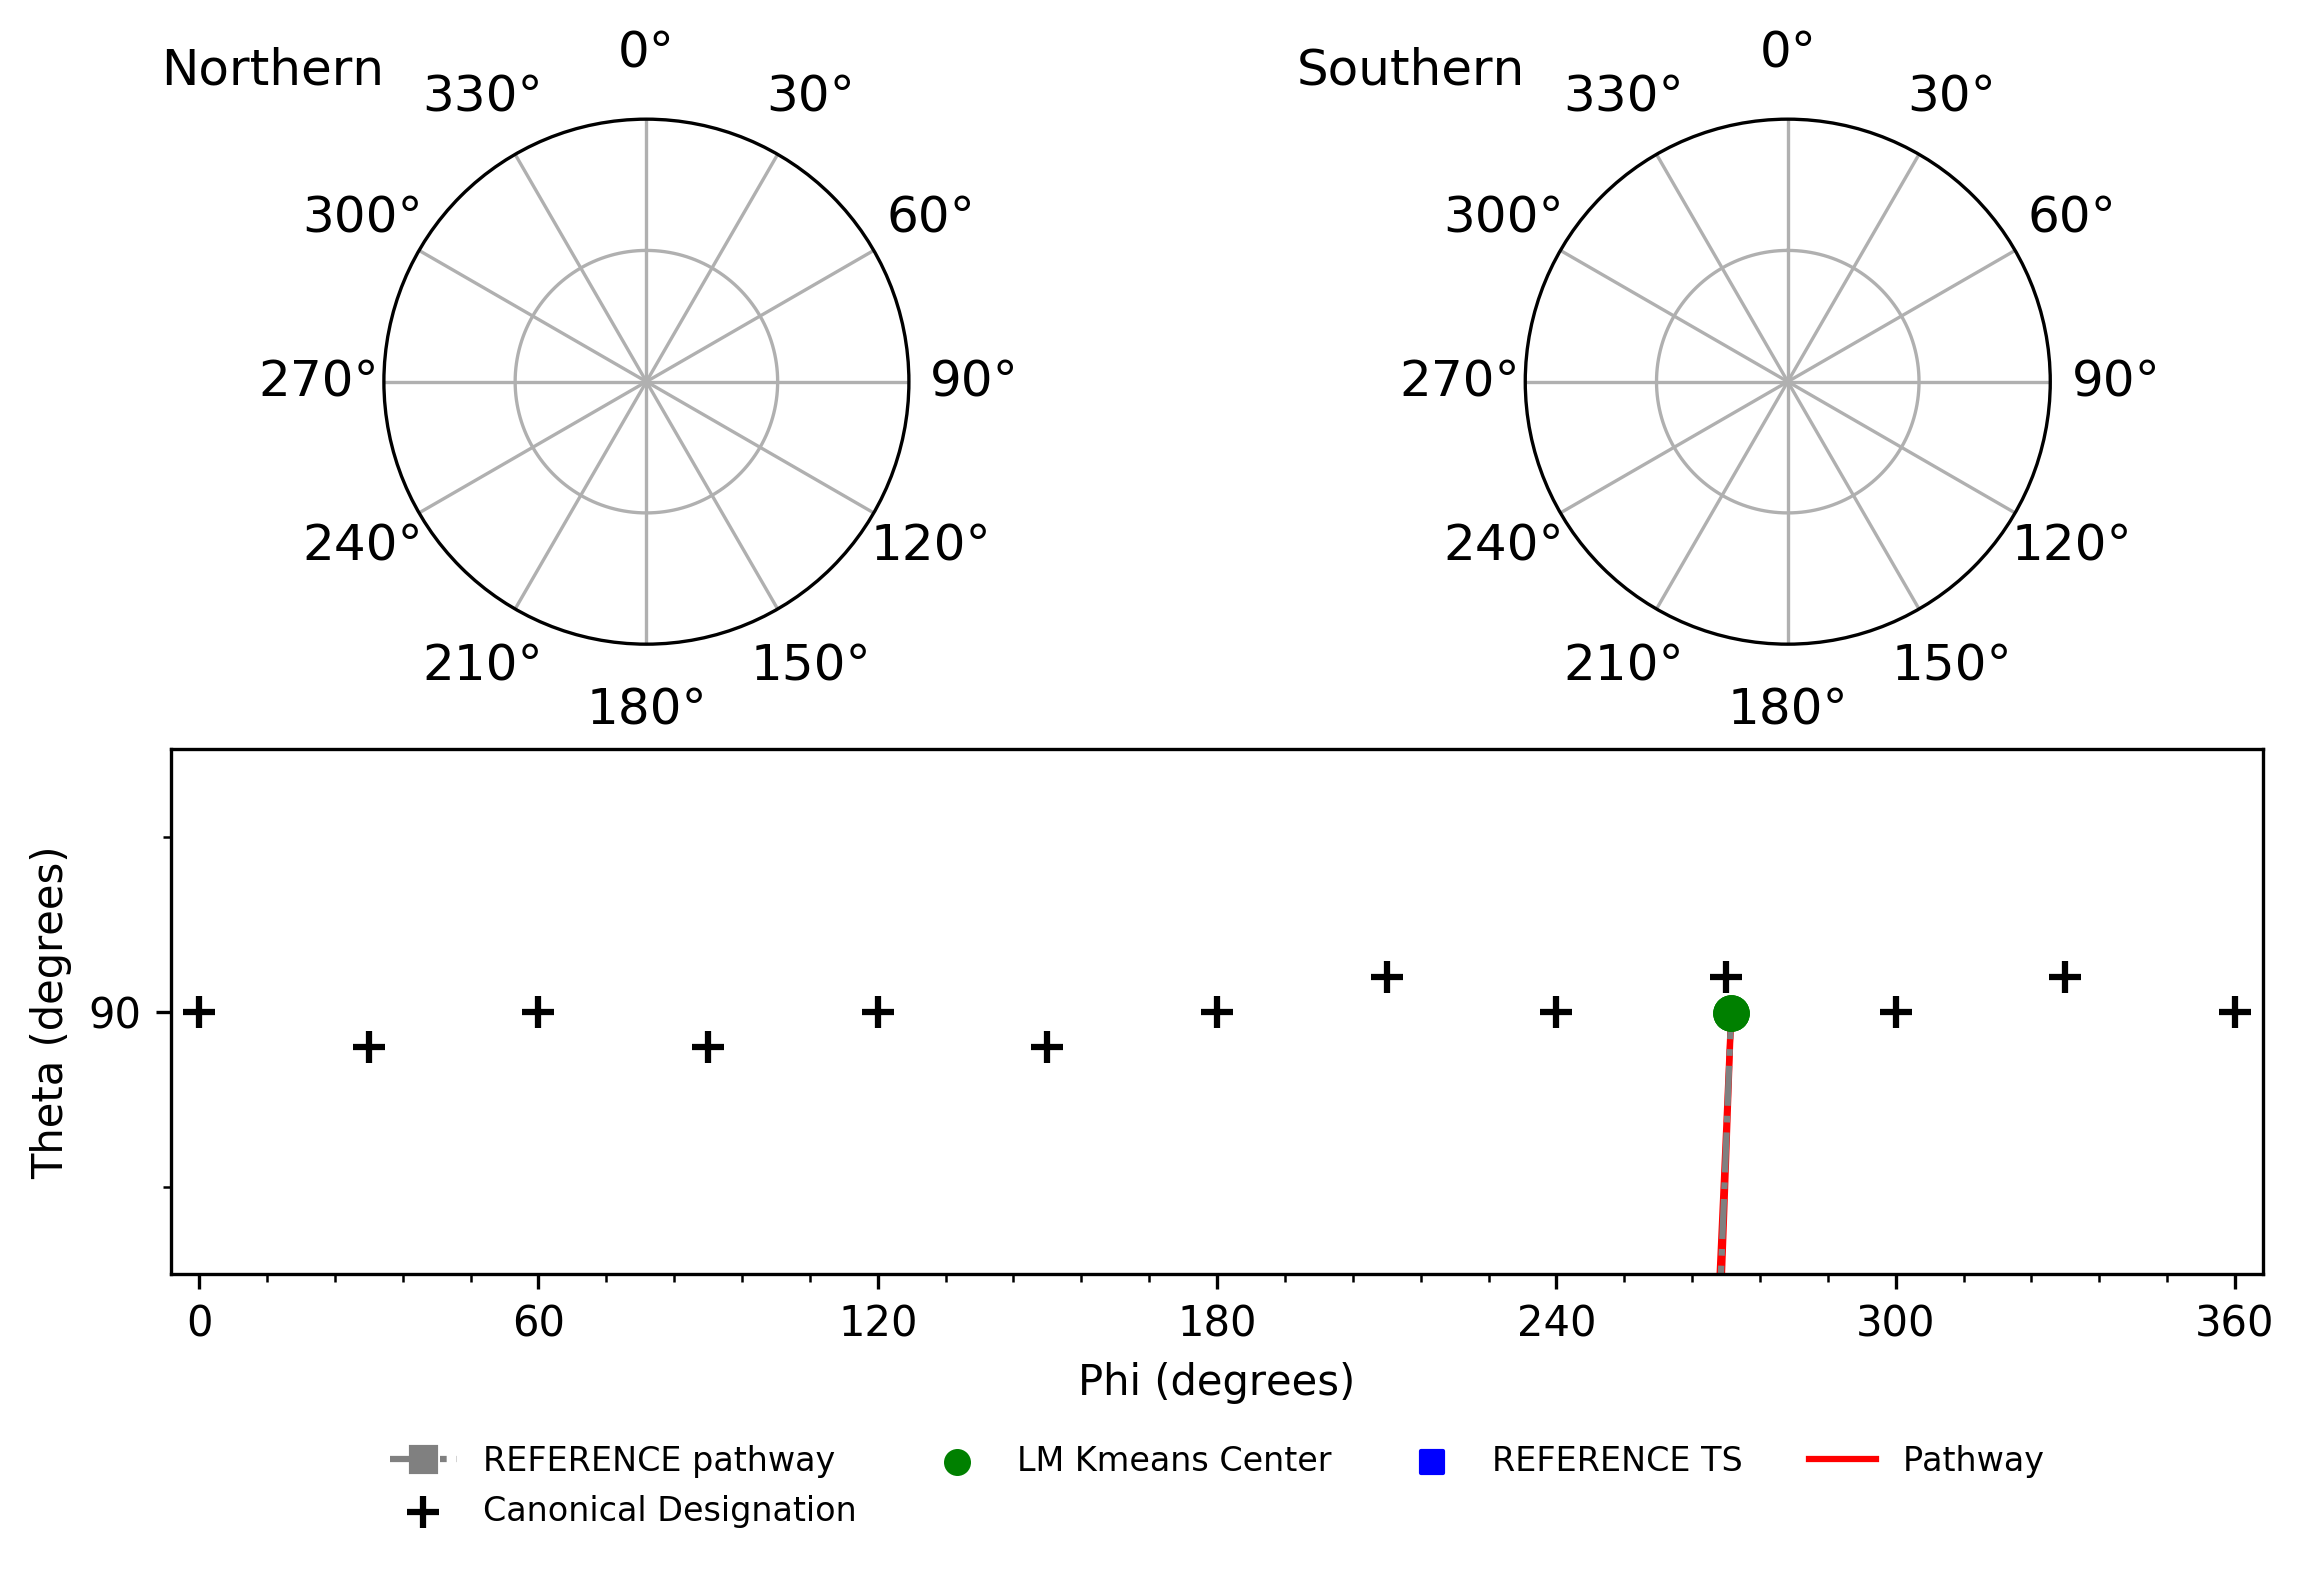 Northern
0°
30°
60°
90°
120°
150°
180°
210°
240°
270°
300°
330°
Southern
0°
30°
60°
90°
120°
150°
180°
210°
240°
270°
300°
330°
Theta (degrees)
90
0 60 120 180 240 300 360
Phi (degrees)
REFERENCE pathway
Canonical Designation
LM Kmeans Center
REFERENCE TS
Pathway